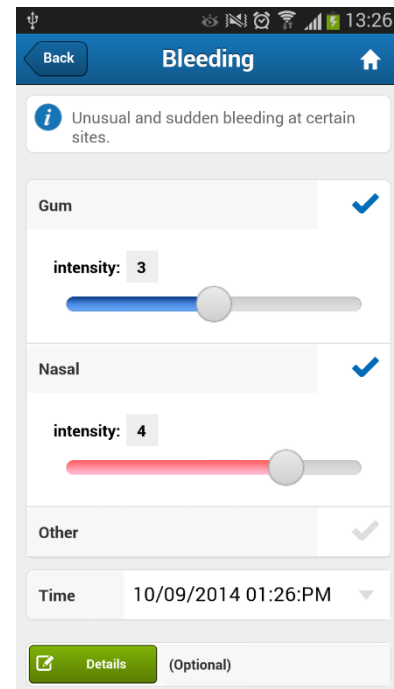 13:26
Back
Bleeding
Unusual and sudden bleeding at certain
sites.
Gum
intensity: 3
Nasal
intensity: 4
Other
Time 10/09/2014 01:26:PM
Details (Optional)